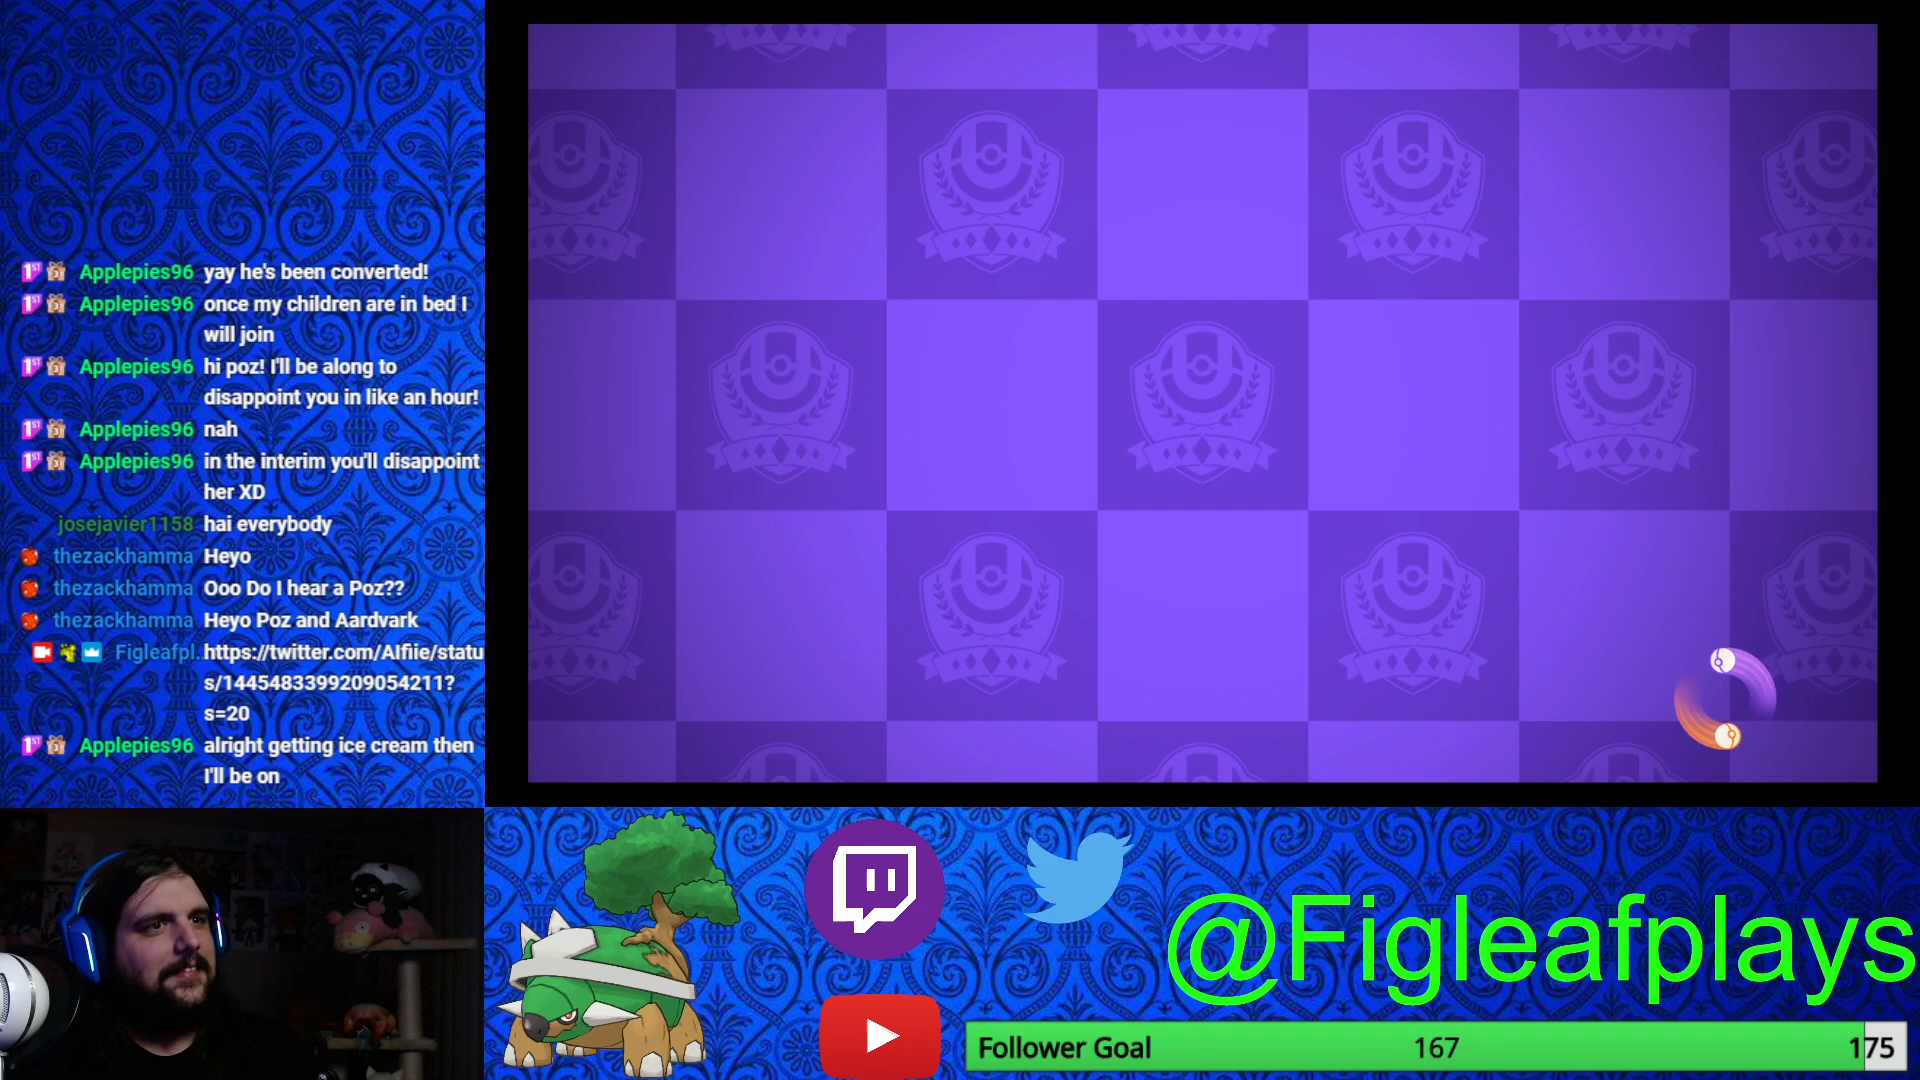 Applepies96 yay he's been converted!
Applepies96 once my children are in bed I
will join
Applepies96 hi poz! I'll be along to
disappoint you in like an hour!
Applepies96 nah
Applepies96 in the interim you'll disappoint
her XD
josejavier1158 hai everybody
thezackhamma Heyo
thezackhamma Ooo Do I hear a Poz??
thezackhamma Heyo Poz and Aardvark
Figleafpl. https://twitter.com/AIfiie/statu
s/1445483399209054211?
s=20
Applepies96 alright getting ice cream then
I'll be on
@Figleafplays
Follower Goal 167 175